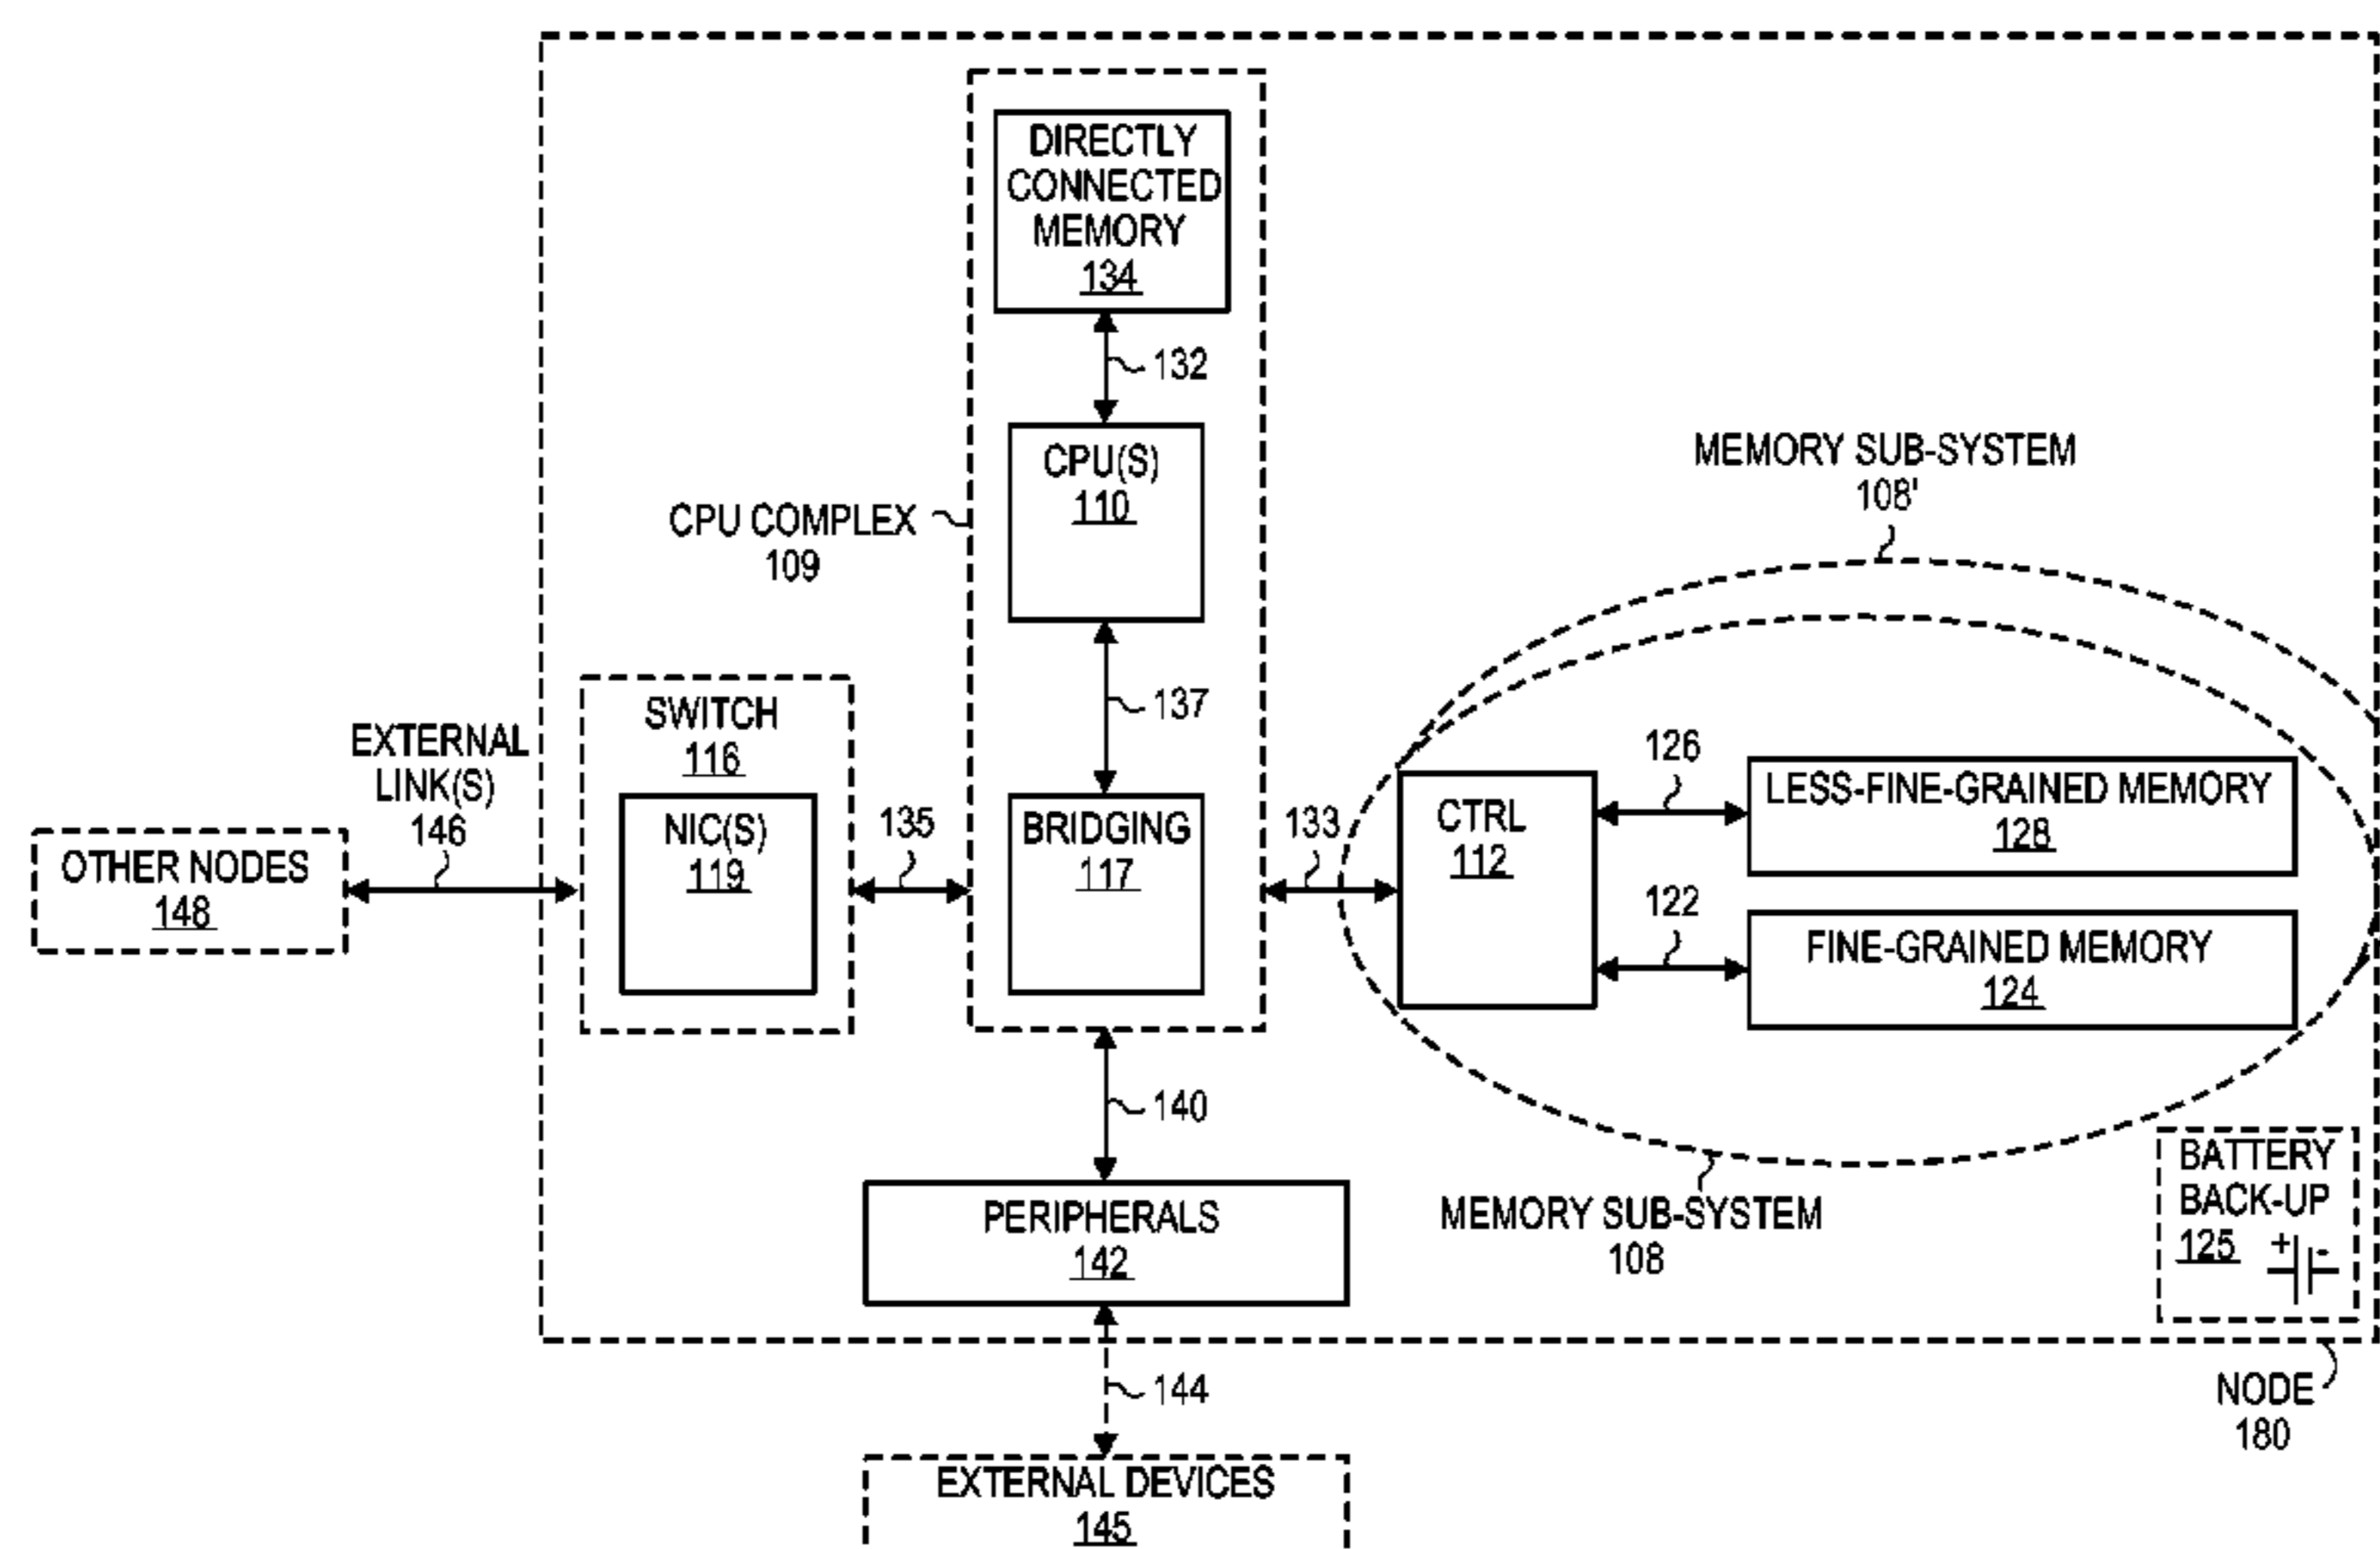 DIRECTLY
CONNECTED
MEMORY
134
132
CPU(S)
110
CPU COMPLEX
109
137
MEMORY SUB-SYSTEM
108'
SWITCH
116
NIC(S)
119
EXTERNAL
LINK(S)
146
OTHER NODES
148
135
BRIDGING
117
133
CTRL
112
126
LESS-FINE-GRAINED MEMORY
128
122
FINE-GRAINED MEMORY
124
140
PERIPHERALS
142
MEMORY SUB-SYSTEM
108
BATTERY
BACK-UP
125
+ -
144
NODE
180
EXTERNAL DEVICES
145